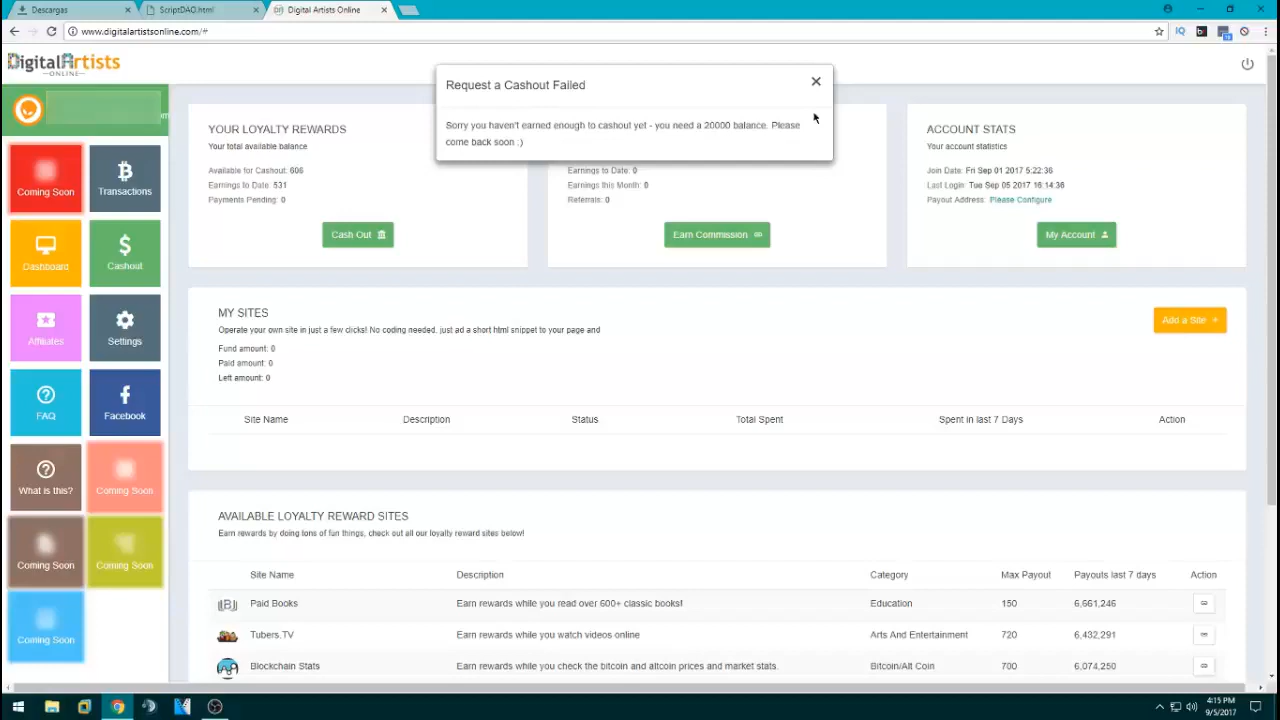 Descargas
ScriptDAO.html
Digital Artists Online
www.digitalartistsonline.com/#
DigitalArtists
ONLINE
Request a Cashout Failed
Sorry you haven't earned enough to cashout yet - you need a 20000 balance. Please
come back soon :)
YOUR LOYALTY REWARDS
Your total available balance
Available for Cashout: 606
Earnings to Date 531
Payments Pending: 0
Cash Out
Earnings to Date: 0
Earnings this Month: 0
Referrals: 0
Earn Commission
ACCOUNT STATS
Your account statistics
Join Date: Fri Sep 01 2017 5:22:36
Last Login: Tue Sep 05 2017 16:14:36
Payout Address: Please Configure
My Account
Coming Soon
Transactions
Dashboard
Cashout
Affiliates
Settings
FAQ
Facebook
What is this?
Coming Soon
Coming Soon
Coming Soon
Coming Soon
MY SITES
Operate your own site in just a few clicks! No coding needed, just ad a short html snippet to your page and
Fund amount: 0
Paid amount: 0
Left amount: 0
Add a Site +
Site Name Description Status Total Spent Spent in last 7 Days Action
AVAILABLE LOYALTY REWARD SITES
Earn rewards by doing tons of fun things, check out all our loyalty reward sites below!
Site Name Description Category Max Payout Payouts last 7 days Action
Paid Books Earn rewards while you read over 600+ classic books! Education 150 6,661,246
Tubers.TV Earn rewards while you watch videos online Arts And Entertainment 720 6,432,291
Blockchain Stats Earn rewards while you check the bitcoin and altcoin prices and market stats. Bitcoin/Alt Coin 700 6,074,250
4:15 PM
9/5/2017